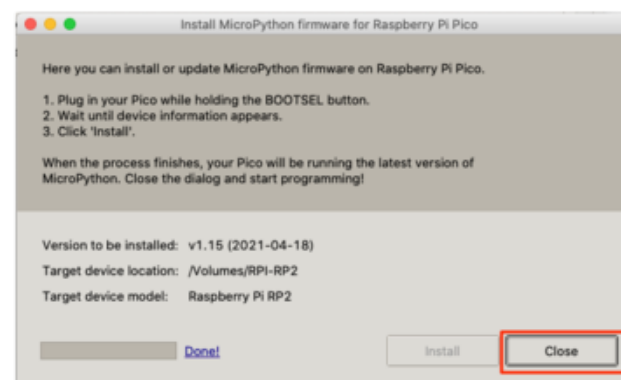 Install MicroPython firmware for Raspberry Pi Pico
Here you can install or update MicroPython firmware on Raspberry Pi Pico.
1. Plug in your Pico while holding the BOOTSEL button.
2. Wait until device information appears.
3. Click 'Install'.
When the process finishes, your Pico will be running the latest version of
MicroPython. Close the dialog and start programming!
Version to be installed: v1.15 (2021-04-18)
Target device location: /Volumes/RPI-RP2
Target device model: Raspberry Pi RP2
Done! Install Close